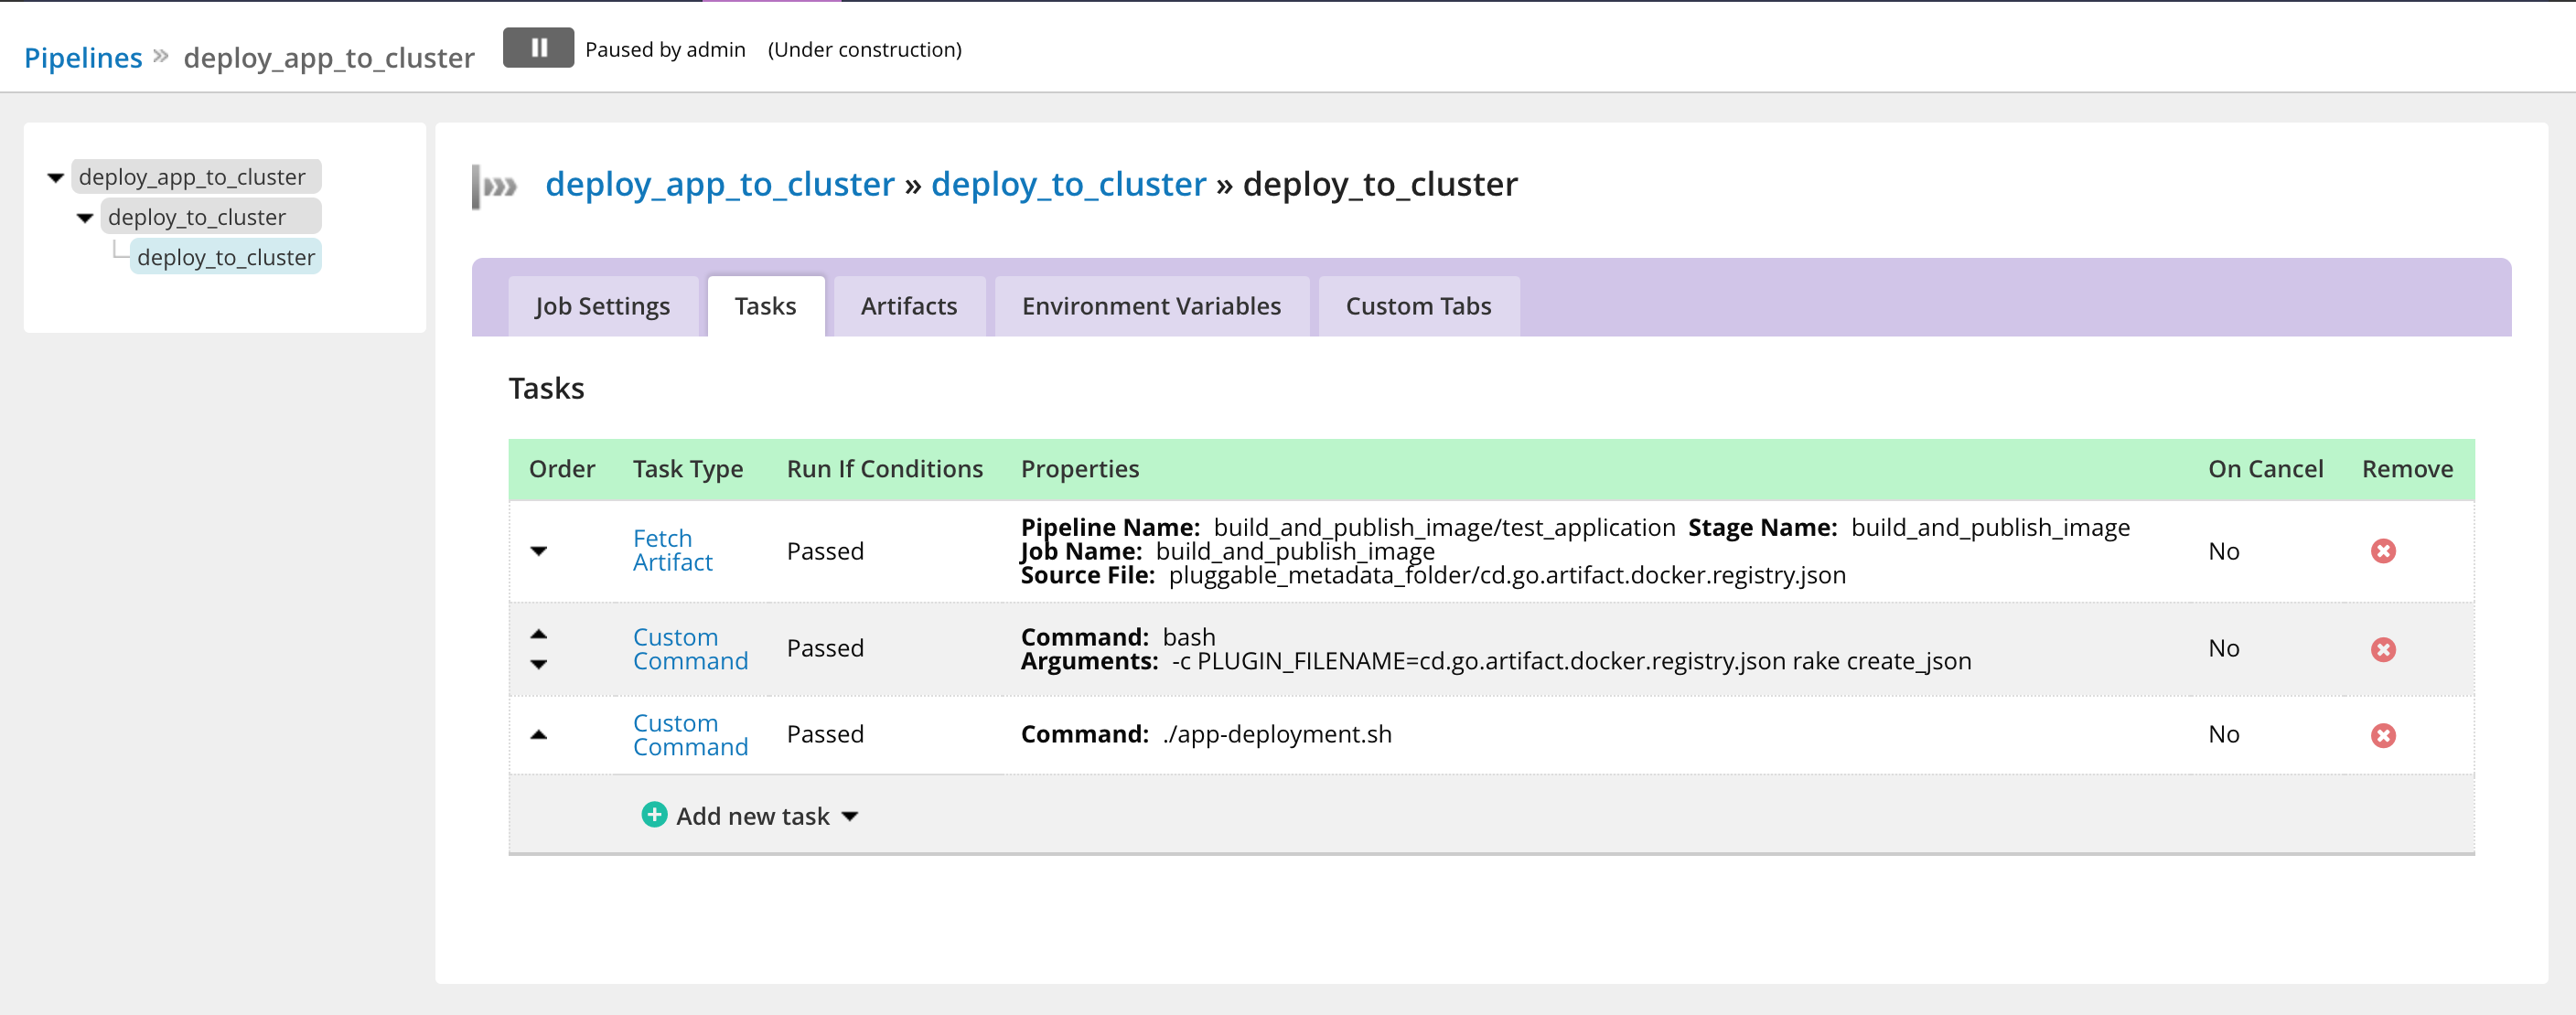 Pipelines » deploy_app_to_cluster Paused by admin (Under construction)
deploy_app_to_cluster
deploy_to_cluster
deploy_to_cluster
deploy_app_to_cluster » deploy_to_cluster » deploy_to_cluster
Job Settings Tasks Artifacts Environment Variables Custom Tabs
Tasks
Order Task Type Run If Conditions Properties On Cancel Remove
Fetch
Artifact
Passed
Pipeline Name: build_and_publish_image/test_application Stage Name: build_and_publish_image
Job Name: build_and_publish_image
Source File: pluggable_metadata_folder/cd.go.artifact.docker.registry.json
No
Custom
Command
Passed
Command: bash
Arguments: -c PLUGIN_FILENAME=cd.go.artifact.docker.registry.json rake create_json
No
Custom
Command
Passed
Command: ./app-deployment.sh
No
Add new task